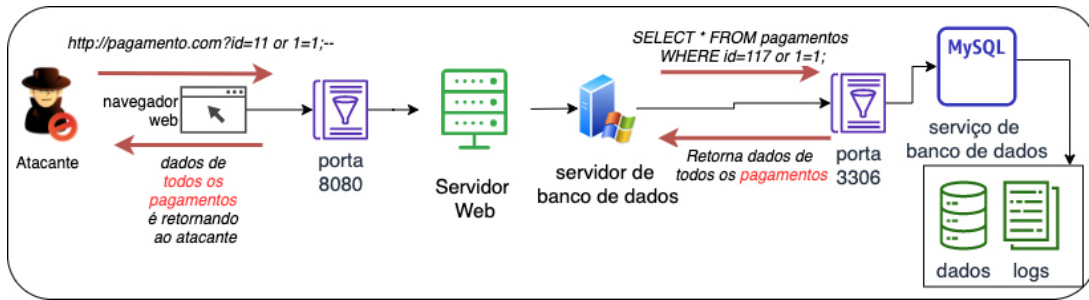 http://pagamento.com?id=11 or 1=1;--
navegador
web
Atacante
dados de
todos os
pagamentos
é retornando
ao atacante
porta
8080
Servidor
Web
servidor de
banco de dados
SELECT * FROM pagamentos
WHERE id=117 or 1=1;
Retorna dados de
todos os pagamentos
porta
3306
MySQL
serviço de
banco de dados
dados
logs